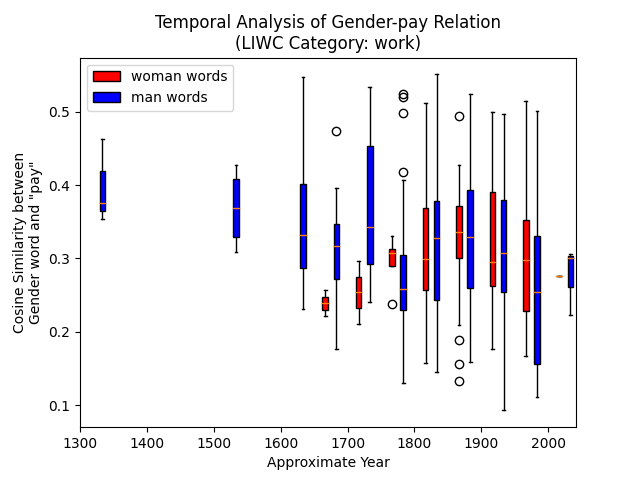 Temporal Analysis of Gender-pay Relation
(LIWC Category: work)
woman words
man words
Cosine Similarity between
Gender word and "pay"
0.5
0.4
0.3
0.2
0.1
1300 1400 1500 1600 1700 1800 1900 2000
Approximate Year